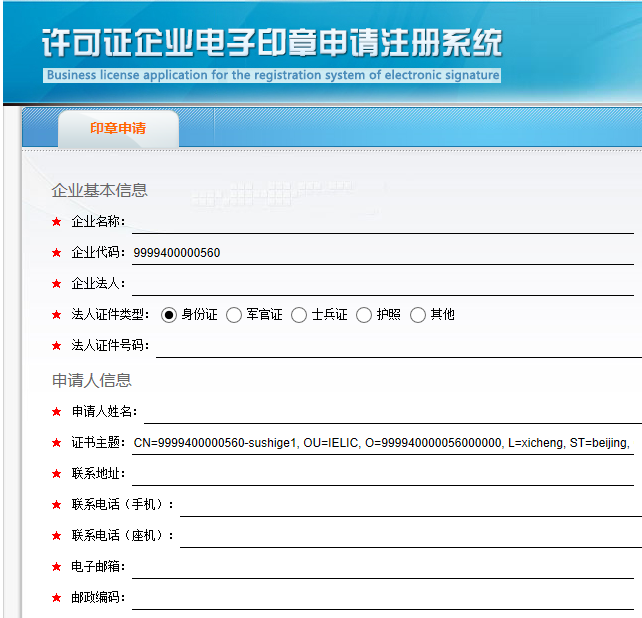 许可证企业电子印章申请注册系统
Business license application for the registration system of electronic signature
印章申请
企业基本信息
★ 企业名称：
★ 企业代码：9999400000560
★ 企业法人：
★ 法人证件类型：身份证 军官证 士兵证 护照 其他
★ 法人证件号码：
申请人信息
★ 申请人姓名：
★ 证书主题：CN=9999400000560-sushige1, OU=IELIC, O=999940000056000000, L=xicheng, ST=beijing,
★ 联系地址：
★ 联系电话（手机）：
★ 联系电话（座机）：
★ 电子邮箱：
★ 邮政编码：